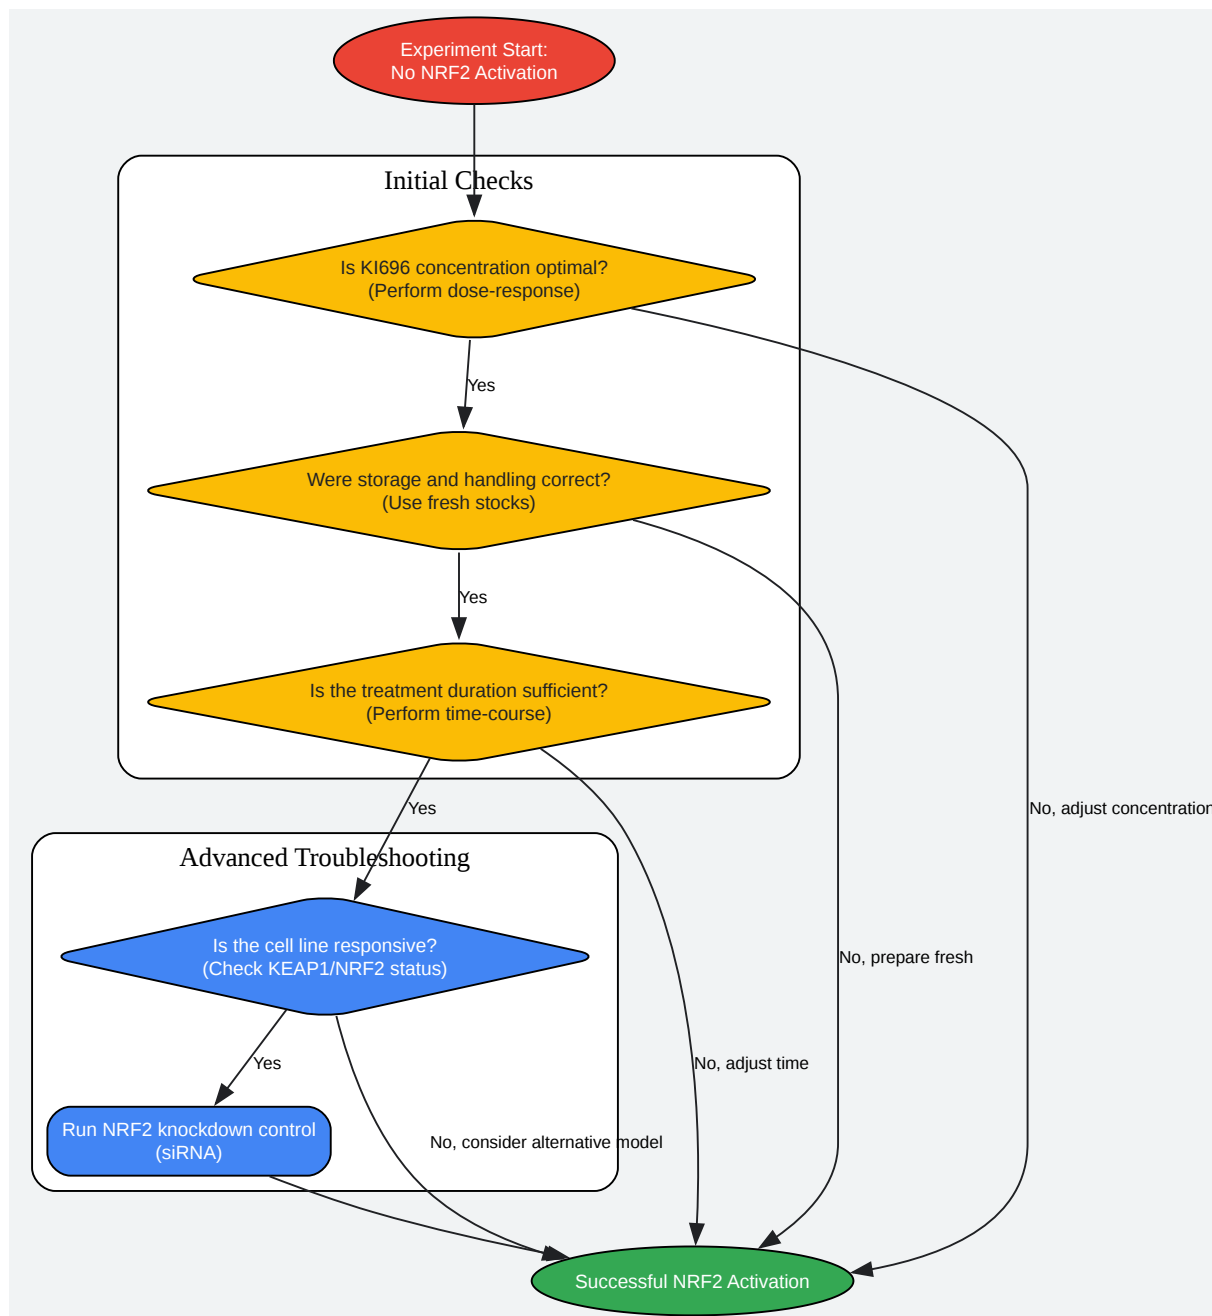 Experiment Start:
No NRF2 Activation
Initial Checks
Is KI696 concentration optimal?
(Perform dose-response)
Yes
Were storage and handling correct?
(Use fresh stocks)
Yes
Is the treatment duration sufficient?
(Perform time-course)
Yes
No, adjust concentration
Advanced Troubleshooting
Is the cell line responsive?
(Check KEAP1/NRF2 status)
No, prepare fresh
Yes
No, adjust time
Run NRF2 knockdown control
(siRNA)
No, consider alternative model
Successful NRF2 Activation